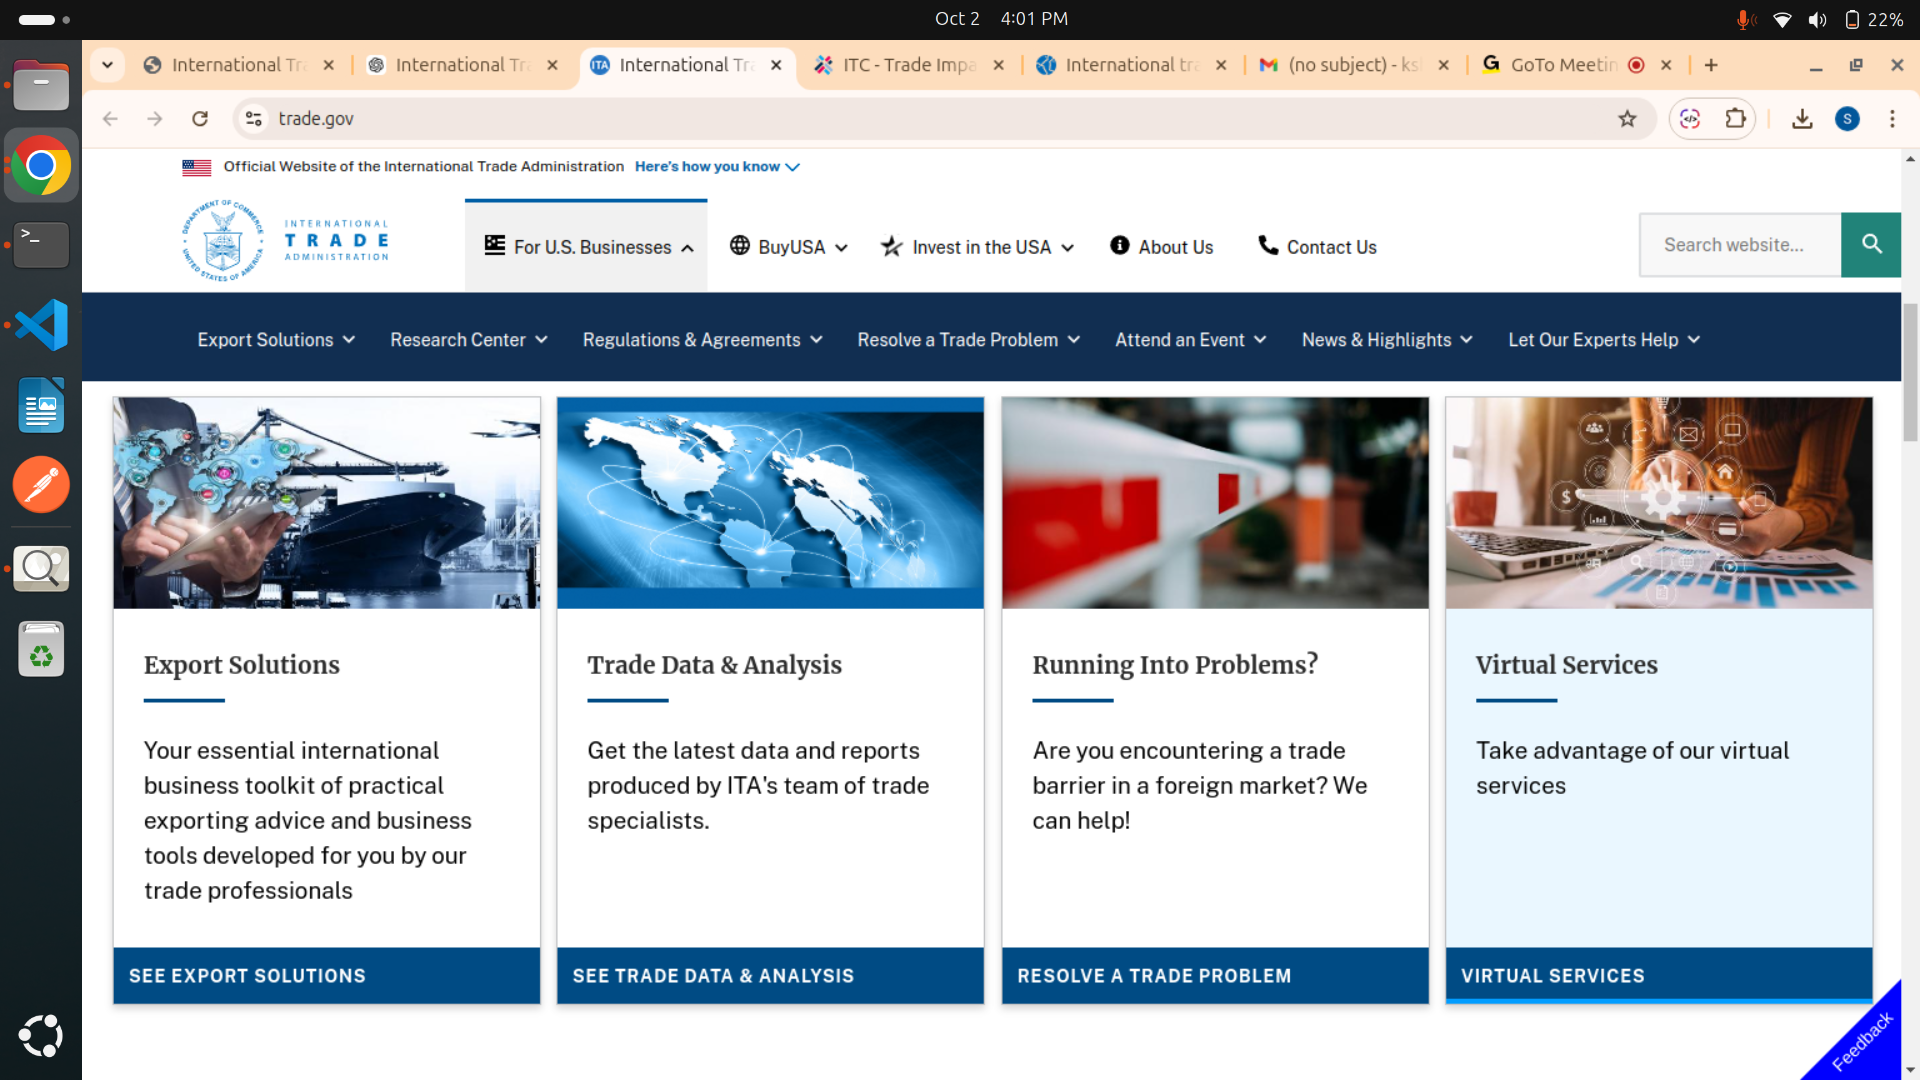 Oct 2 4:01 PM
22%
International Tr
International Tr
International Tr
ITC - Trade Impa
International tr
(no subject) - ks
GoTo Meetin
trade.gov
S
Official Website of the International Trade Administration Here's how you know
DEPARTMENT OF COMMERCE
UNITED STATES OF AMERICA
INTERNATIONAL
TRADE
ADMINISTRATION
For U.S. Businesses
BuyUSA
Invest in the USA
About Us
Contact Us
Search website...
Export Solutions
Research Center
Regulations & Agreements
Resolve a Trade Problem
Attend an Event
News & Highlights
Let Our Experts Help
Export Solutions
Your essential international
business toolkit of practical
exporting advice and business
tools developed for you by our
trade professionals
SEE EXPORT SOLUTIONS
Trade Data & Analysis
Get the latest data and reports
produced by ITA's team of trade
specialists.
SEE TRADE DATA & ANALYSIS
Running Into Problems?
Are you encountering a trade
barrier in a foreign market? We
can help!
RESOLVE A TRADE PROBLEM
Virtual Services
Take advantage of our virtual
services
VIRTUAL SERVICES
Feedback